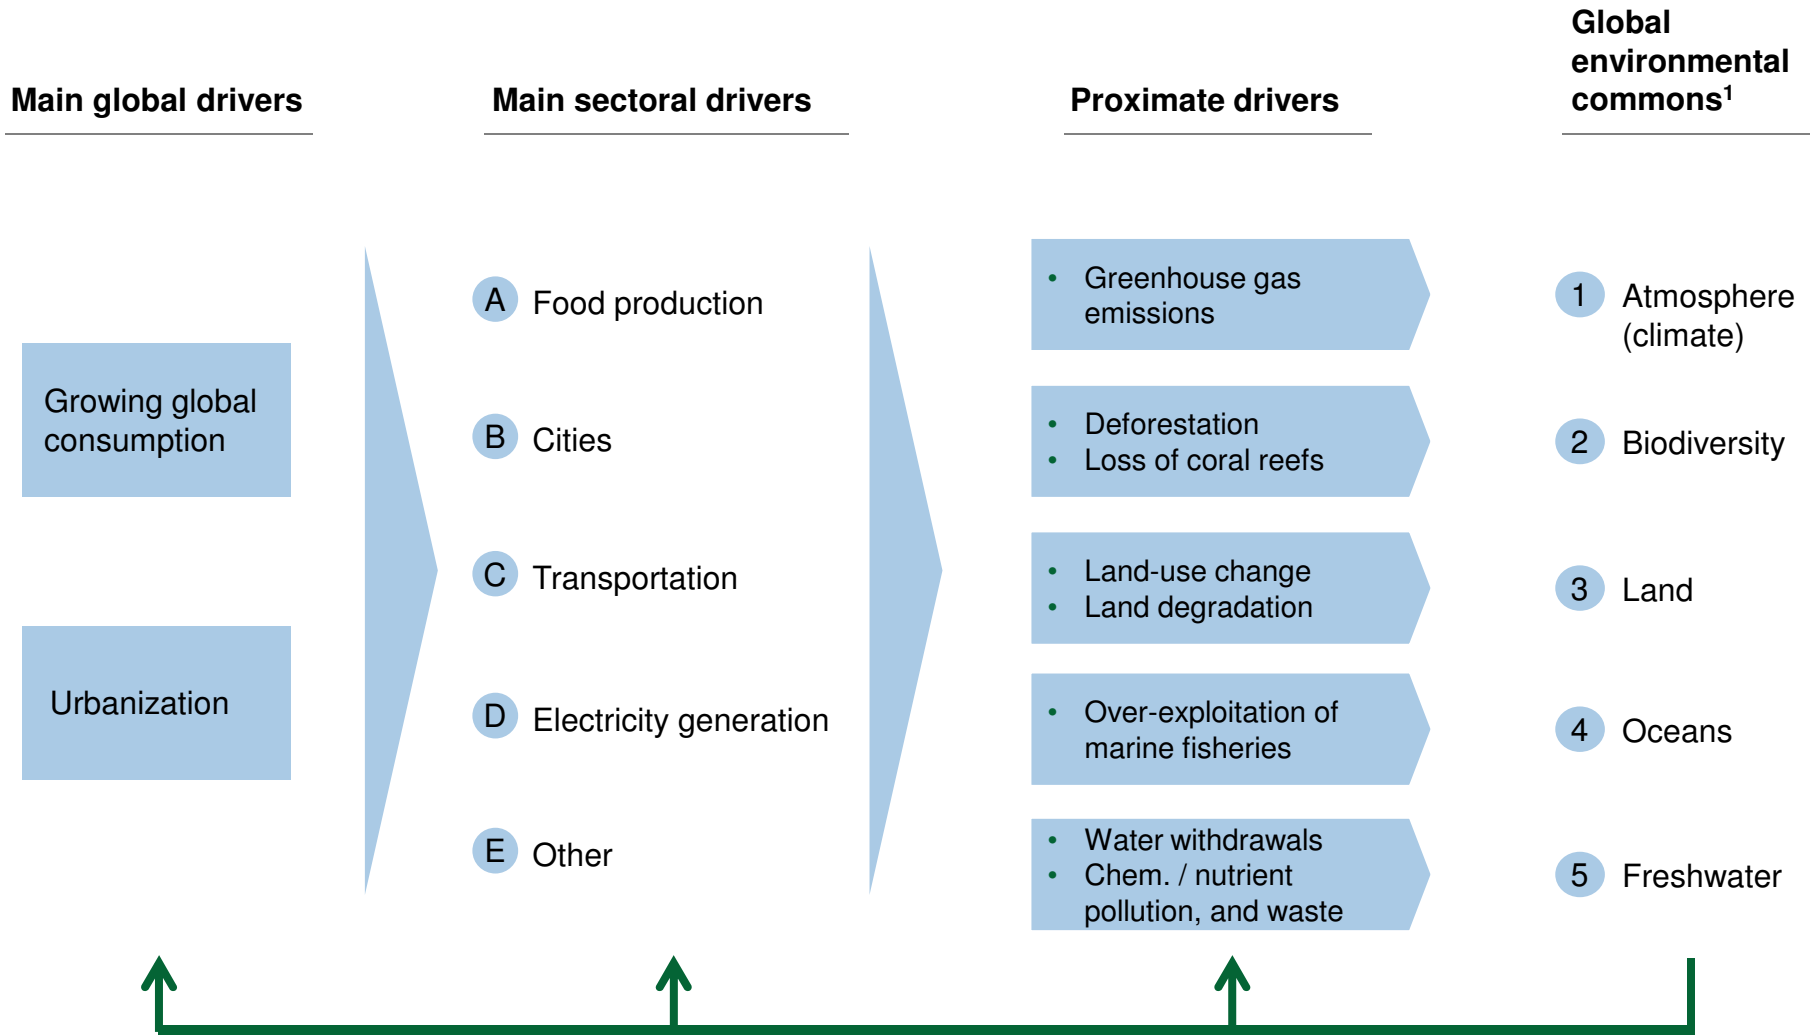 Main global drivers
Main sectoral drivers
Proximate drivers
Global
environmental
commons¹
Growing global
consumption
Urbanization
A Food production
B Cities
C Transportation
D Electricity generation
E Other
• Greenhouse gas
emissions
• Deforestation
• Loss of coral reefs
• Land-use change
• Land degradation
• Over-exploitation of
marine fisheries
• Water withdrawals
• Chem. / nutrient
pollution, and waste
1 Atmosphere
(climate)
2 Biodiversity
3 Land
4 Oceans
5 Freshwater